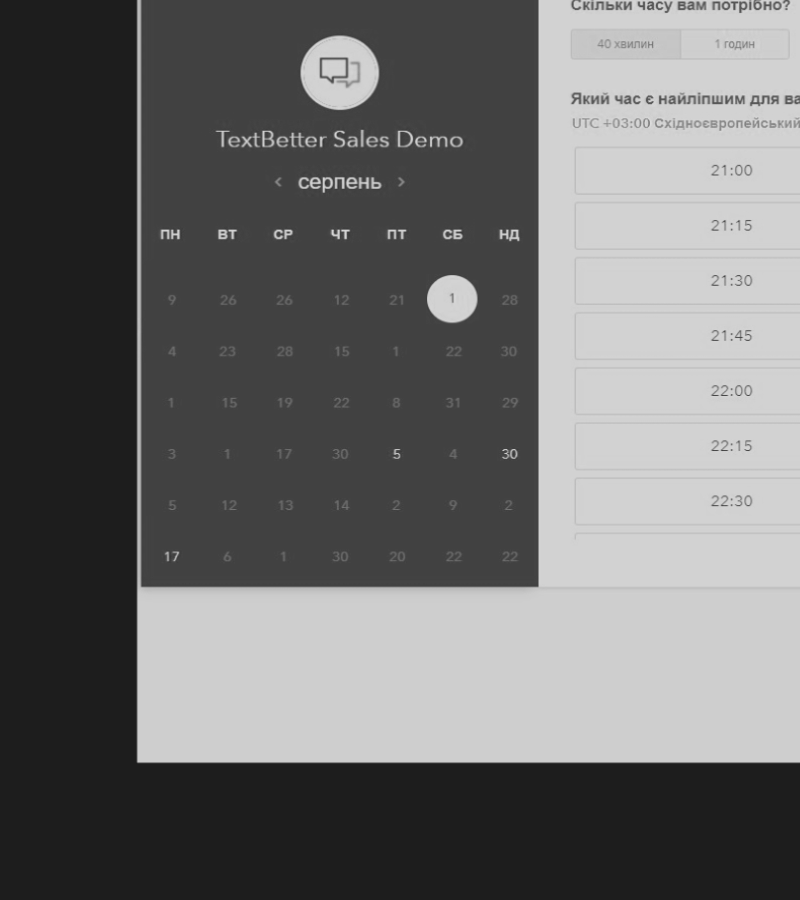 TextBetter Sales Demo
‹ серпень ›
ПН ВТ СР ЧТ ПТ СБ НД
9 26 26 12 21 1 28
4 23 28 15 1 22 30
1 15 19 22 8 31 29
3 1 17 30 5 4 30
5 12 13 14 2 9 2
17 6 1 30 20 22 22
Скільки часу вам потрібно?
40 хвилин 1 годин
Який час є найліпшим для ва
UTC +03:00 Східноєвропейський
21:00
21:15
21:30
21:45
22:00
22:15
22:30